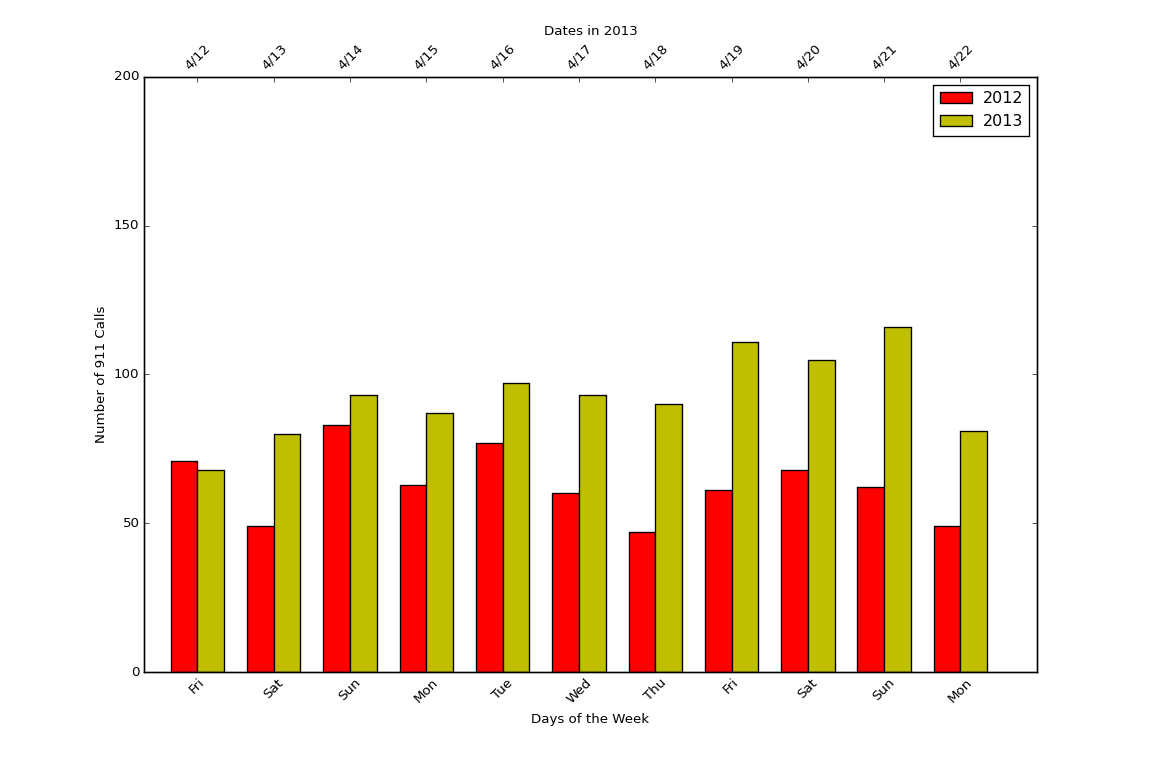 Dates in 2013
4/12 4/13 4/14 4/15 4/16 4/17 4/18 4/19 4/20 4/21 4/22
2012
2013
200
150
100
50
0
Number of 911 Calls
Fri Sat Sun Mon Tue Wed Thu Fri Sat Sun Mon
Days of the Week